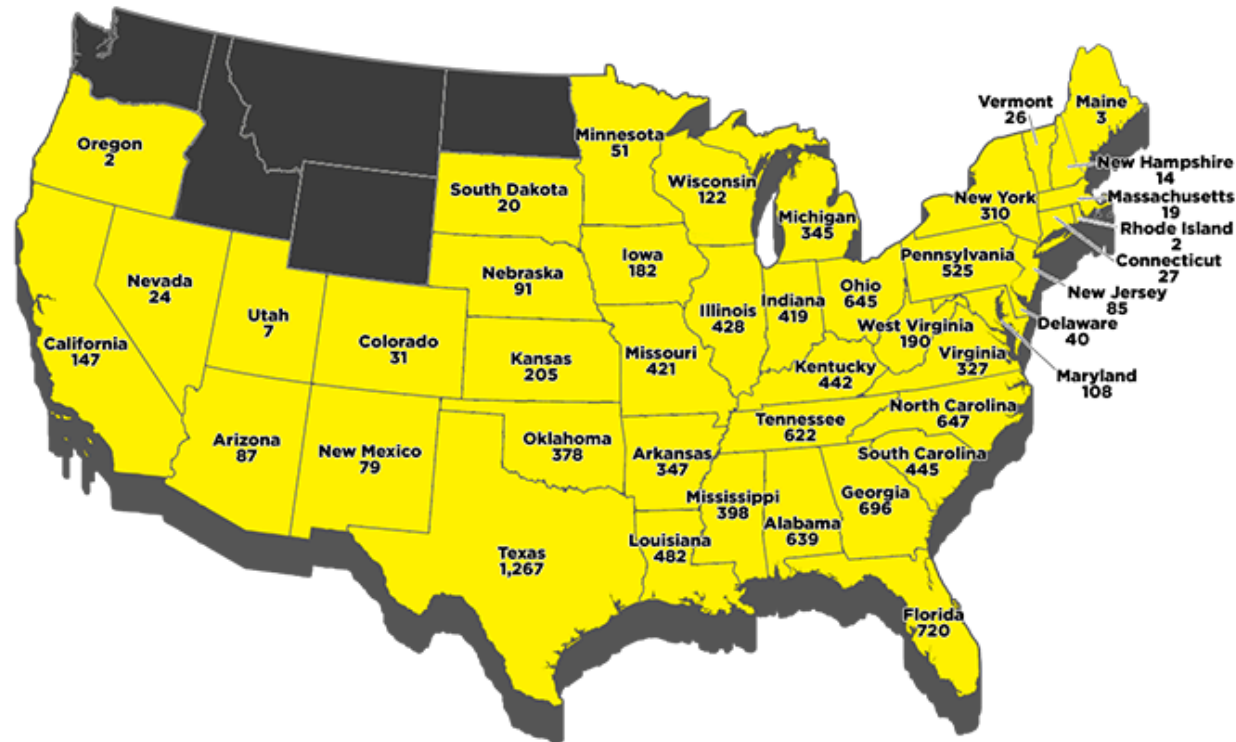 Vermont
26
Maine
3
Oregon
2
Minnesota
51
New Hampshire
14
South Dakota
20
Wisconsin
122
New York
310
Massachusetts
19
Michigan
345
Rhode Island
2
Pennsylvania
525
Connecticut
27
Iowa
182
Nebraska
91
Nevada
24
New Jersey
85
Ohio
645
Indiana
419
Illinois
428
Utah
7
Delaware
40
West Virginia
190
Colorado
31
California
147
Missouri
421
Kansas
205
Virginia
327
Kentucky
442
Maryland
108
North Carolina
647
Tennessee
622
Arizona
87
Oklahoma
378
New Mexico
79
Arkansas
347
South Carolina
445
Georgia
696
Mississippi
398
Alabama
639
Louisiana
482
Texas
1,267
Florida
720